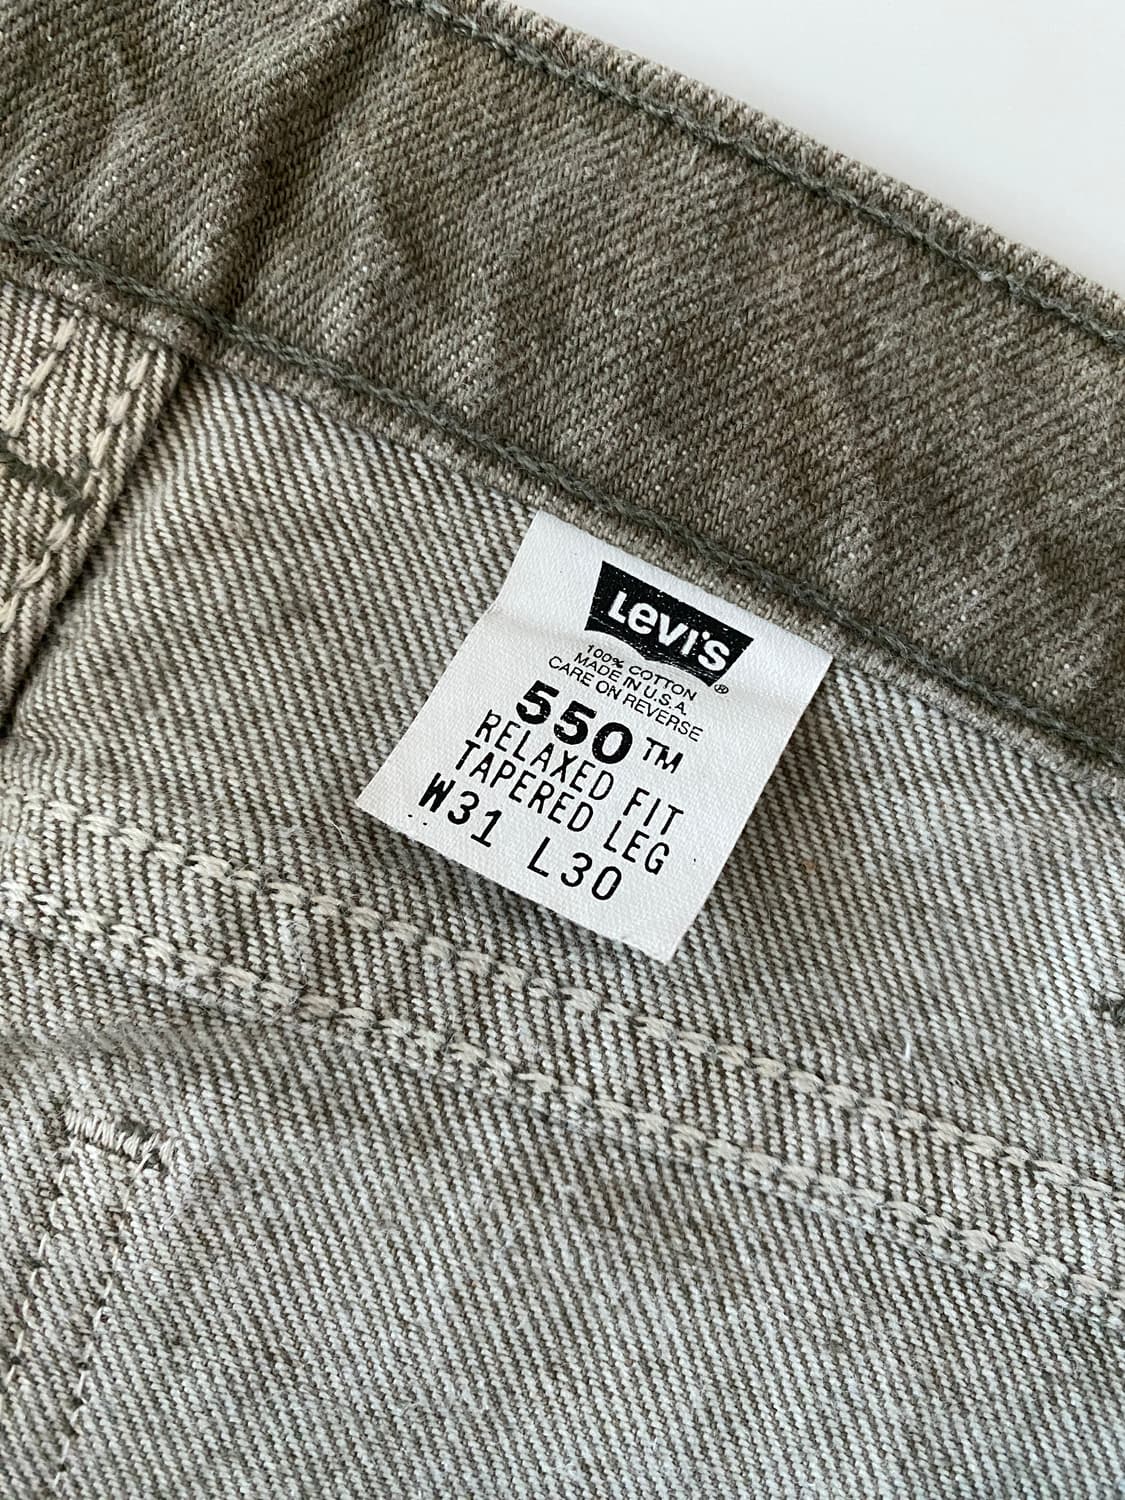 Levi's®
100% COTTON
MADE IN U.S.A.
CARE ON REVERSE
550™
RELAXED FIT
TAPERED LEG
W31 L30